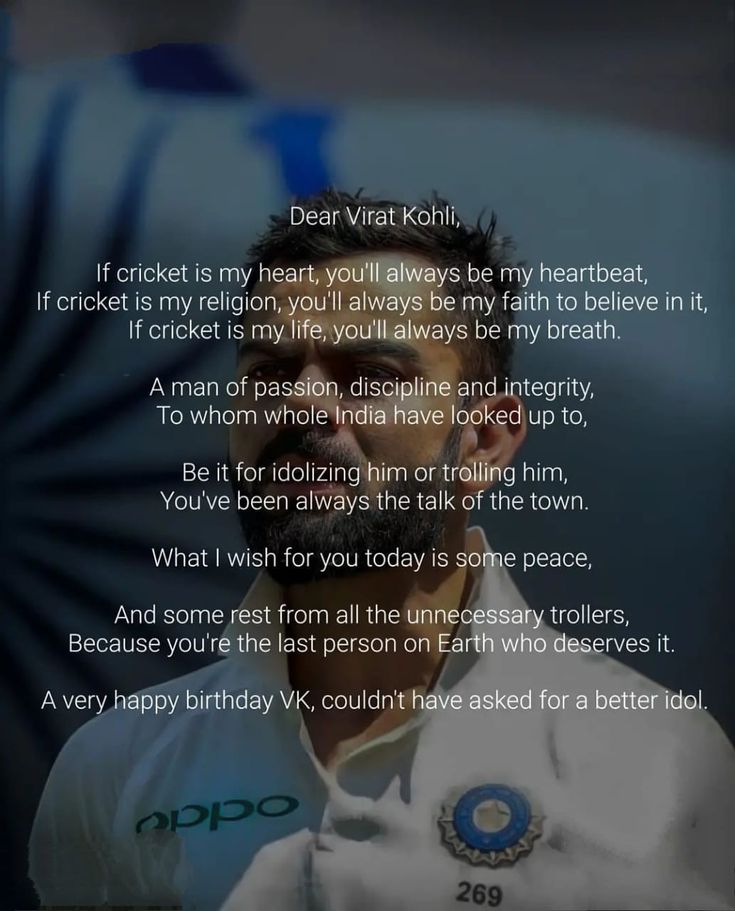 Dear Virat Kohli,
If cricket is my heart, you'll always be my heartbeat,
If cricket is my religion, you'll always be my faith to believe in it,
If cricket is my life, you'll always be my breath.
A man of passion, discipline and integrity,
To whom whole India have looked up to,
Be it for idolizing him or trolling him,
You've been always the talk of the town.
What I wish for you today is some peace,
And some rest from all the unnecessary trollers,
Because you're the last person on Earth who deserves it.
A very happy birthday VK, couldn't have asked for a better idol.
oppo
269